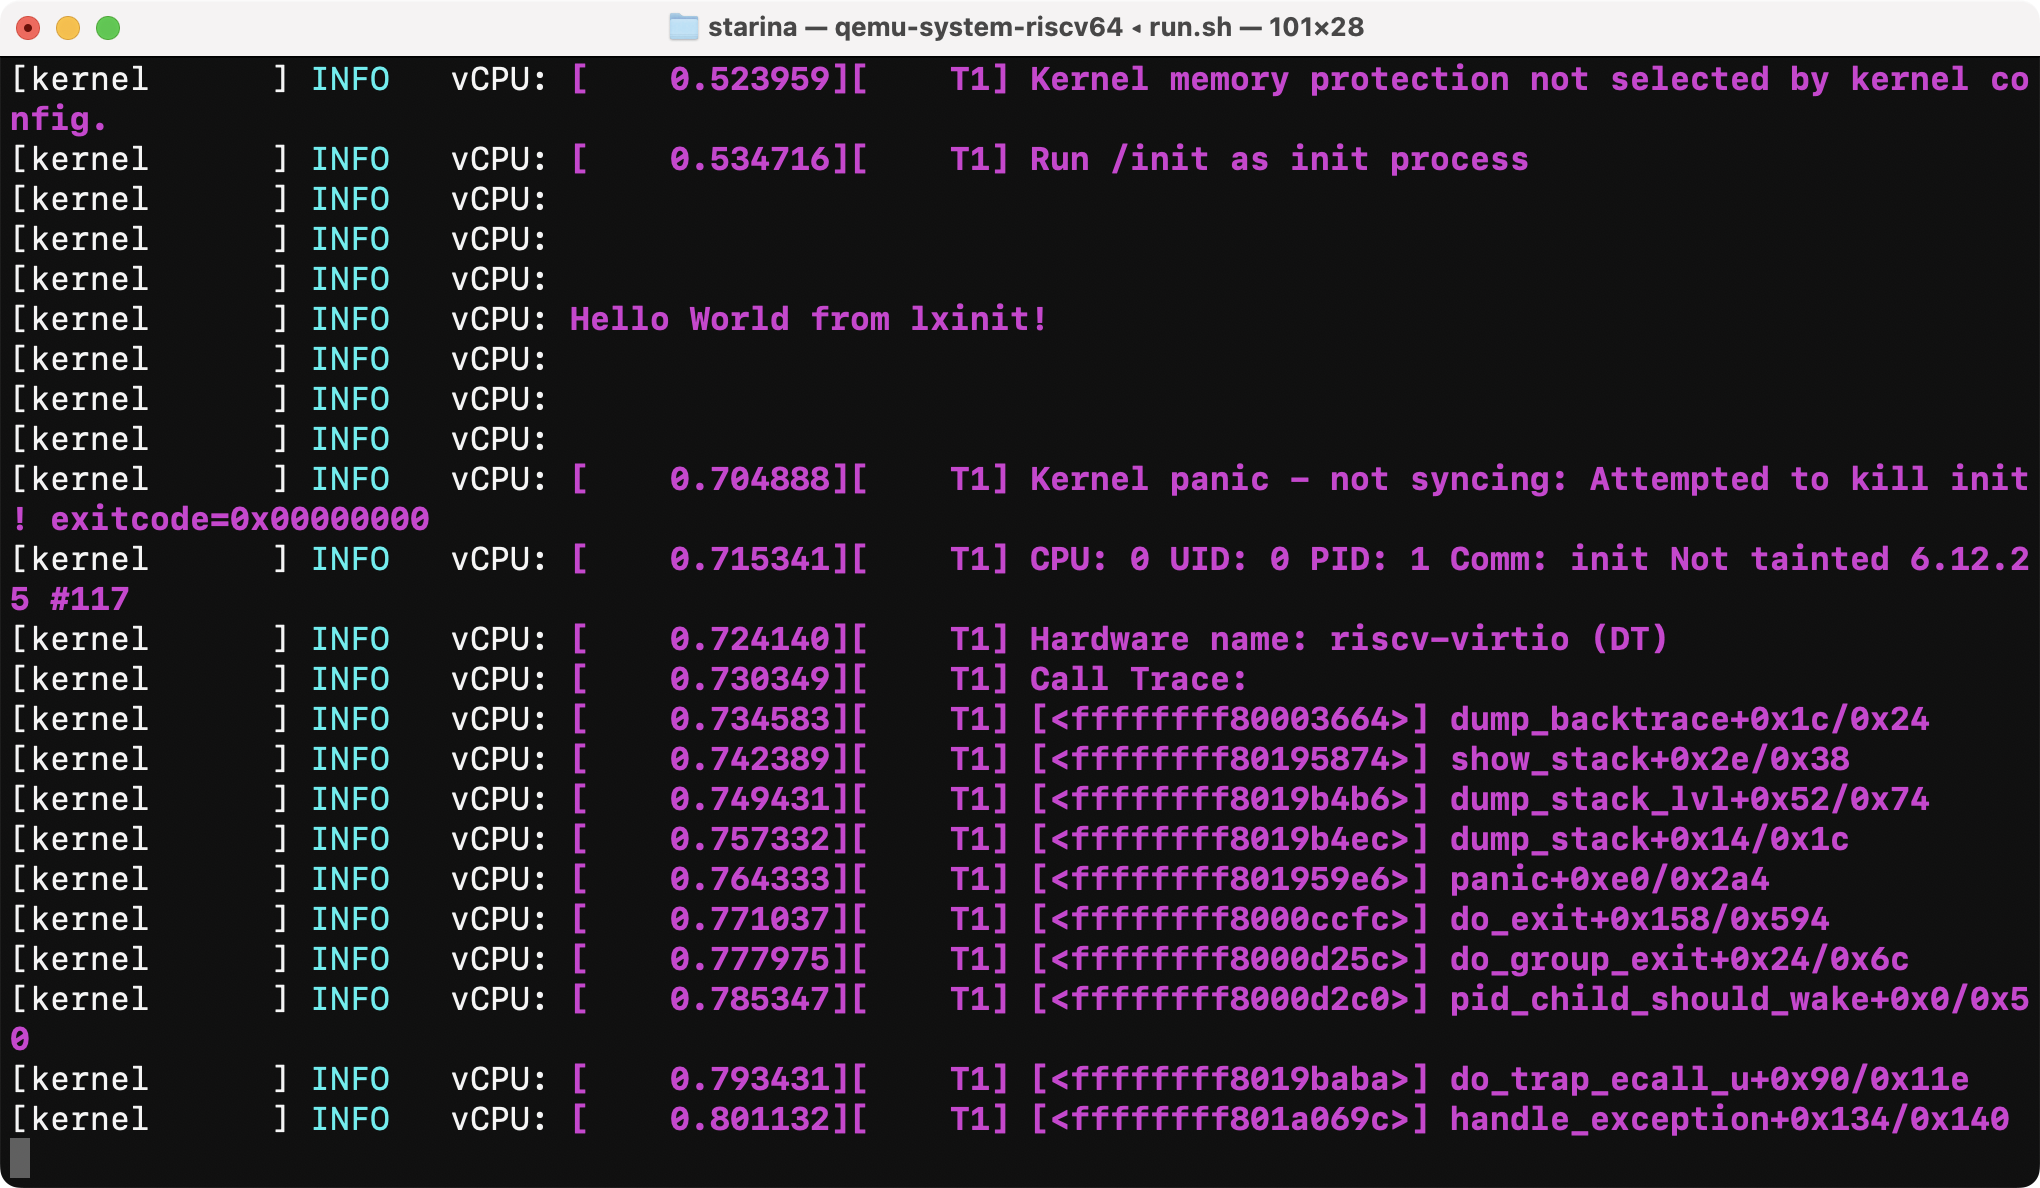 starina — qemu-system-riscv64 ◂ run.sh — 101×28
[kernel      ] INFO   vCPU: [    0.523959][    T1] Kernel memory protection not selected by kernel co
nfig.
[kernel      ] INFO   vCPU: [    0.534716][    T1] Run /init as init process
[kernel      ] INFO   vCPU:
[kernel      ] INFO   vCPU:
[kernel      ] INFO   vCPU:
[kernel      ] INFO   vCPU: Hello World from lxinit!
[kernel      ] INFO   vCPU:
[kernel      ] INFO   vCPU:
[kernel      ] INFO   vCPU:
[kernel      ] INFO   vCPU: [    0.704888][    T1] Kernel panic - not syncing: Attempted to kill init
! exitcode=0x00000000
[kernel      ] INFO   vCPU: [    0.715341][    T1] CPU: 0 UID: 0 PID: 1 Comm: init Not tainted 6.12.2
5 #117
[kernel      ] INFO   vCPU: [    0.724140][    T1] Hardware name: riscv-virtio (DT)
[kernel      ] INFO   vCPU: [    0.730349][    T1] Call Trace:
[kernel      ] INFO   vCPU: [    0.734583][    T1] [<ffffffff80003664>] dump_backtrace+0x1c/0x24
[kernel      ] INFO   vCPU: [    0.742389][    T1] [<ffffffff80195874>] show_stack+0x2e/0x38
[kernel      ] INFO   vCPU: [    0.749431][    T1] [<ffffffff8019b4b6>] dump_stack_lvl+0x52/0x74
[kernel      ] INFO   vCPU: [    0.757332][    T1] [<ffffffff8019b4ec>] dump_stack+0x14/0x1c
[kernel      ] INFO   vCPU: [    0.764333][    T1] [<ffffffff801959e6>] panic+0xe0/0x2a4
[kernel      ] INFO   vCPU: [    0.771037][    T1] [<ffffffff8000ccfc>] do_exit+0x158/0x594
[kernel      ] INFO   vCPU: [    0.777975][    T1] [<ffffffff8000d25c>] do_group_exit+0x24/0x6c
[kernel      ] INFO   vCPU: [    0.785347][    T1] [<ffffffff8000d2c0>] pid_child_should_wake+0x0/0x5
0
[kernel      ] INFO   vCPU: [    0.793431][    T1] [<ffffffff8019baba>] do_trap_ecall_u+0x90/0x11e
[kernel      ] INFO   vCPU: [    0.801132][    T1] [<ffffffff801a069c>] handle_exception+0x134/0x140